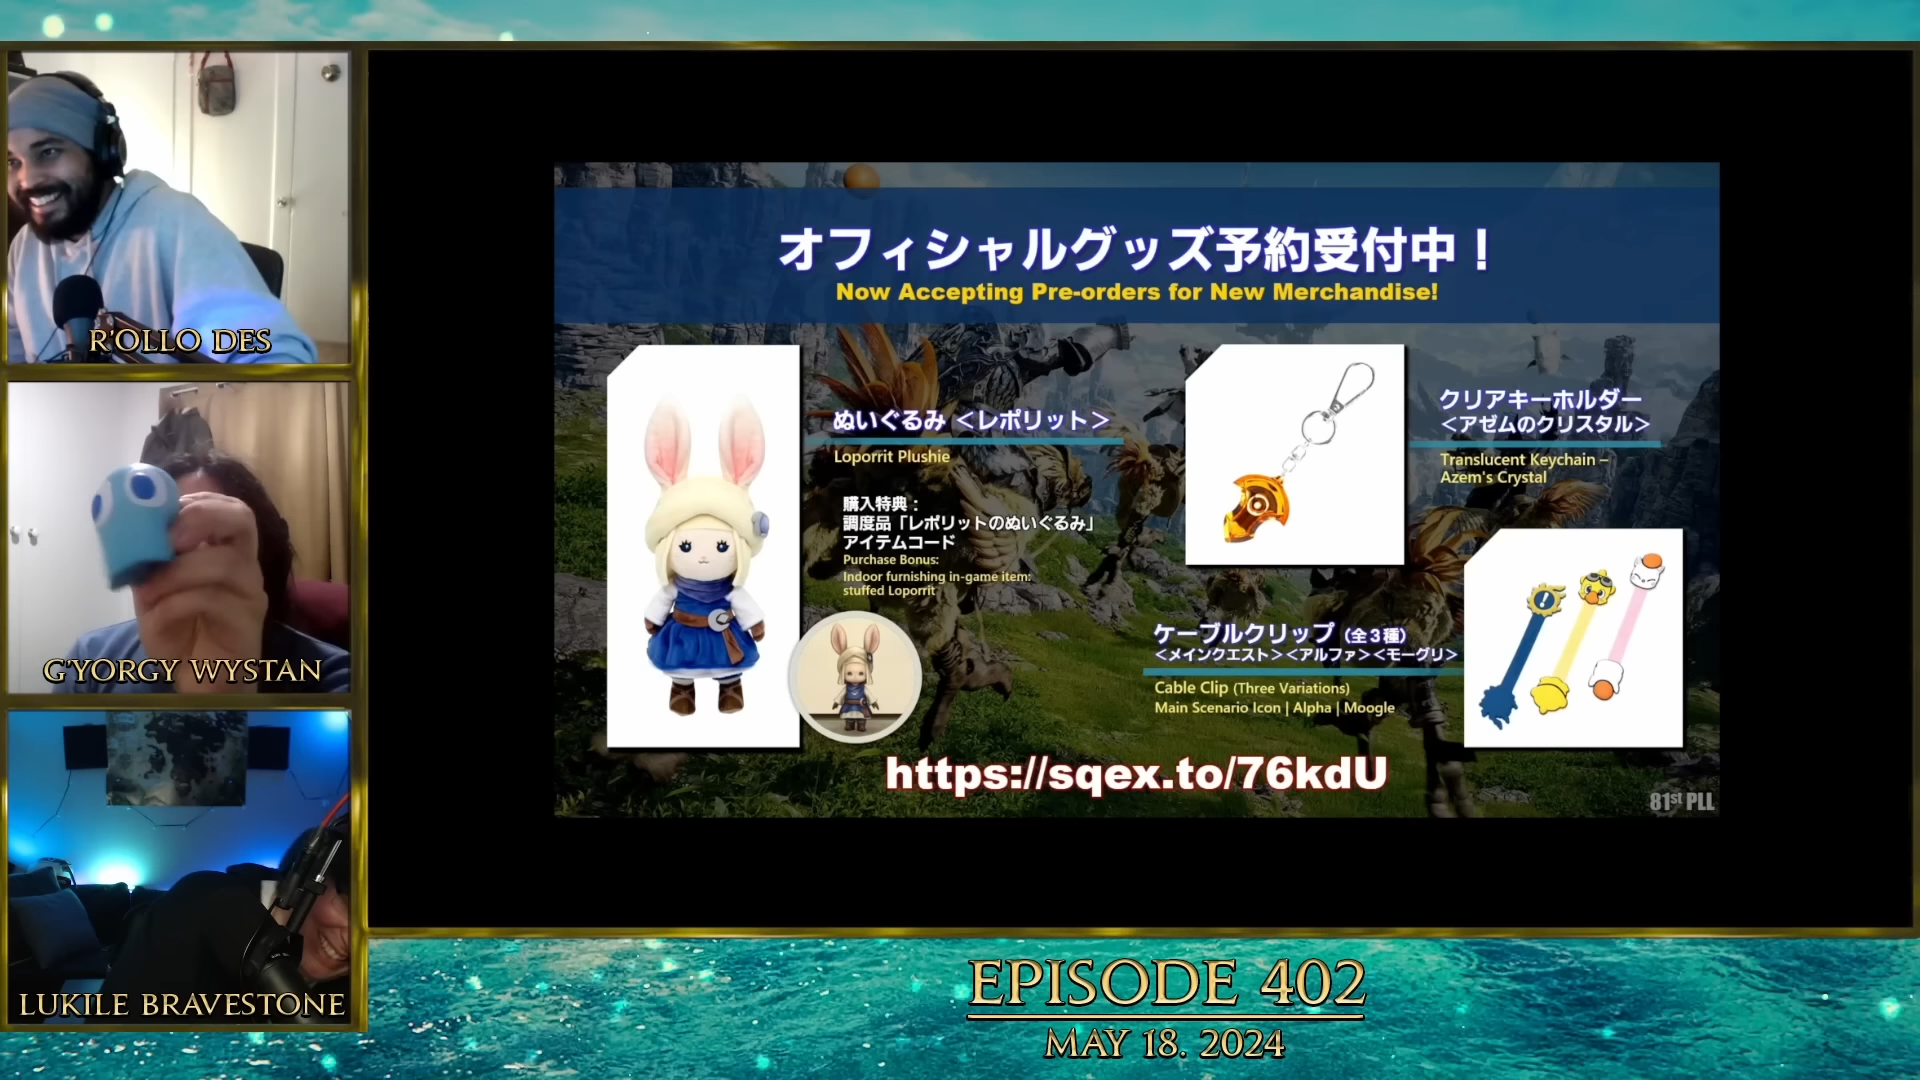 オフィシャルグッズ予約受付中！
Now Accepting Pre-orders for New Merchandise!
ぬいぐるみ＜レポリット＞
Loporrit Plushie
購入特典：
調度品「レポリットのぬいぐるみ」
アイテムコード
Purchase Bonus:
Indoor furnishing in-game item:
stuffed Loporrit
クリアキーホルダー
＜アゼムのクリスタル＞
Translucent Keychain –
Azem's Crystal
ケーブルクリップ（全３種）
＜メインクエスト＞＜アルファ＞＜モーグリ＞
Cable Clip (Three Variations)
Main Scenario Icon | Alpha | Moogle
https://sqex.to/76kdU
81st PLL
R'OLLO DES
G'YORGY WYSTAN
LUKILE BRAVESTONE
EPISODE 402
MAY 18. 2024